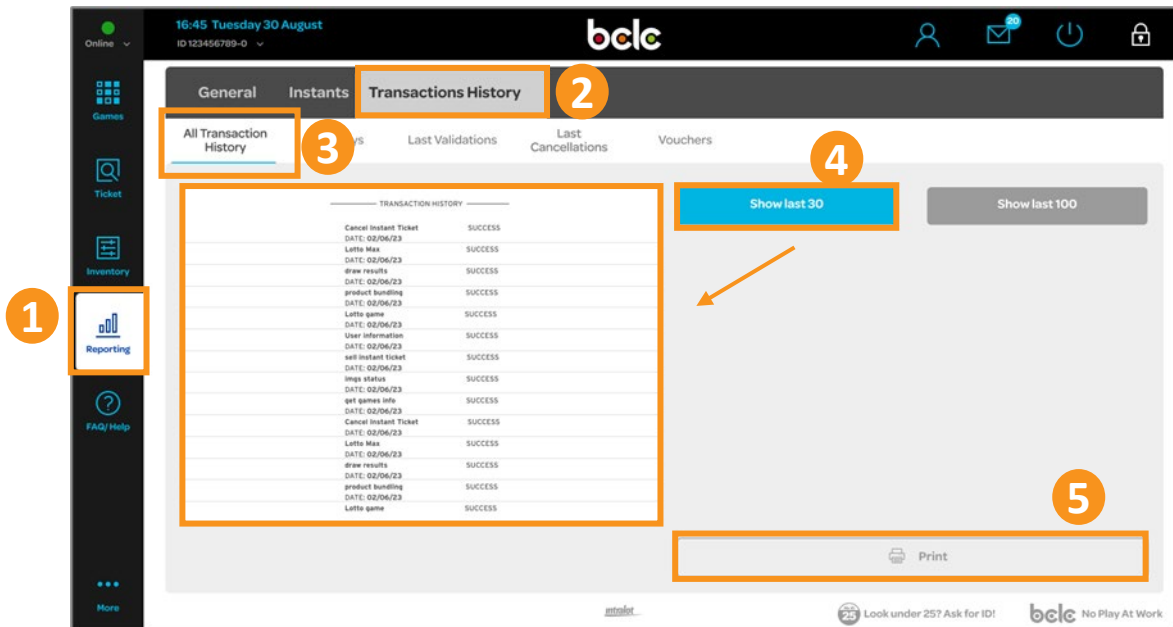 Online
16:45 Tuesday 30 August
ID 123456789-0
bclc
20
Games
Ticket
Inventory
Reporting
FAQ/Help
More
1
General
Instants
Transactions History
2
All Transaction
History
3
Last Validations
Last
Cancellations
Vouchers
4
TRANSACTION HISTORY
Cancel Instant Ticket SUCCESS
DATE: 02/06/23
Lotto Max SUCCESS
DATE: 02/06/23
draw results SUCCESS
DATE: 02/06/23
product bundling SUCCESS
DATE: 02/06/23
Lotto game SUCCESS
DATE: 02/06/23
User information SUCCESS
DATE: 02/06/23
sell instant ticket SUCCESS
DATE: 02/06/23
imgs status SUCCESS
DATE: 02/06/23
get games info SUCCESS
DATE: 02/06/23
Cancel Instant Ticket SUCCESS
DATE: 02/06/23
Lotto Max SUCCESS
DATE: 02/06/23
draw results SUCCESS
DATE: 02/06/23
product bundling SUCCESS
DATE: 02/06/23
Lotto game SUCCESS
Show last 30
Show last 100
5
Print
intralot
25
Look under 25? Ask for ID!
bclc No Play At Work